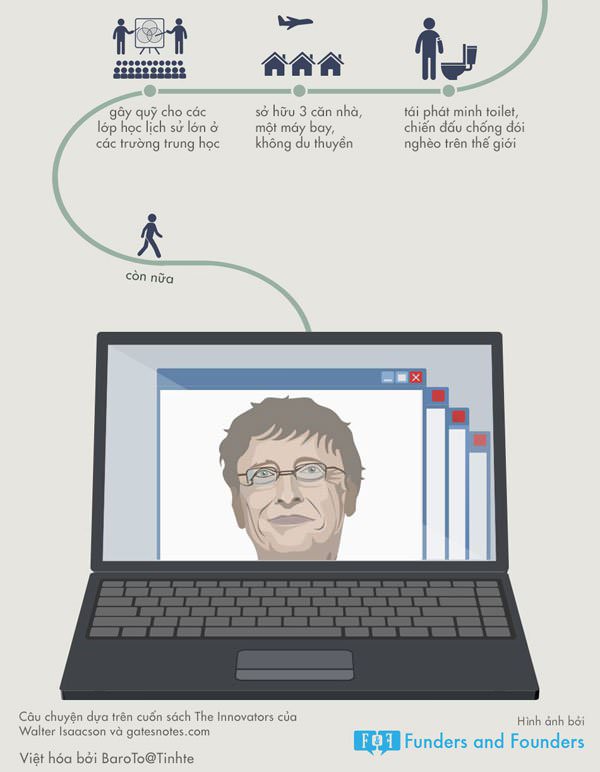 gây quỹ cho các
lớp học lịch sử lớn ở
các trường trung học
sở hữu 3 căn nhà,
một máy bay,
không du thuyền
tái phát minh toilet,
chiến đấu chống đói
nghèo trên thế giới
còn nữa
Câu chuyện dựa trên cuốn sách The Innovators của
Walter Isaacson và gatesnotes.com
Việt hóa bởi BaroTo@Tinhte
Hình ảnh bởi
F&F Funders and Founders